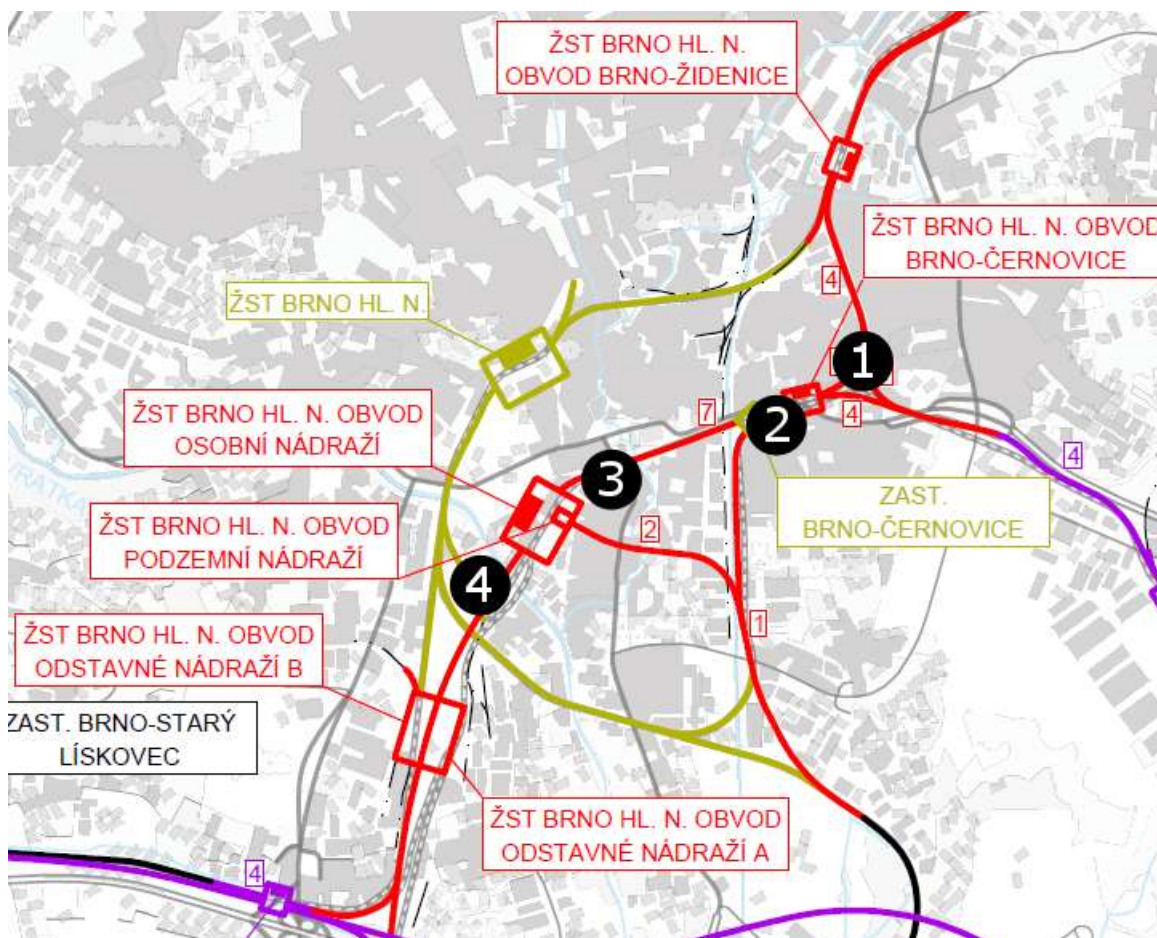 ŽST BRNO HL. N.
OBVOD BRNO-ŽIDENICE
ŽST BRNO HL. N. OBVOD
BRNO-ČERNOVICE
4
ŽST BRNO HL. N.
1
4
ŽST BRNO HL. N. OBVOD
OSOBNÍ NÁDRAŽÍ
7
2
4
3
ZAST.
BRNO-ČERNOVICE
ŽST BRNO HL. N. OBVOD
PODZEMNÍ NÁDRAŽÍ
2
4
1
ŽST BRNO HL. N. OBVOD
ODSTAVNÉ NÁDRAŽÍ B
ZAST. BRNO-STARÝ
LÍSKOVEC
ŽST BRNO HL. N. OBVOD
ODSTAVNÉ NÁDRAŽÍ A
4